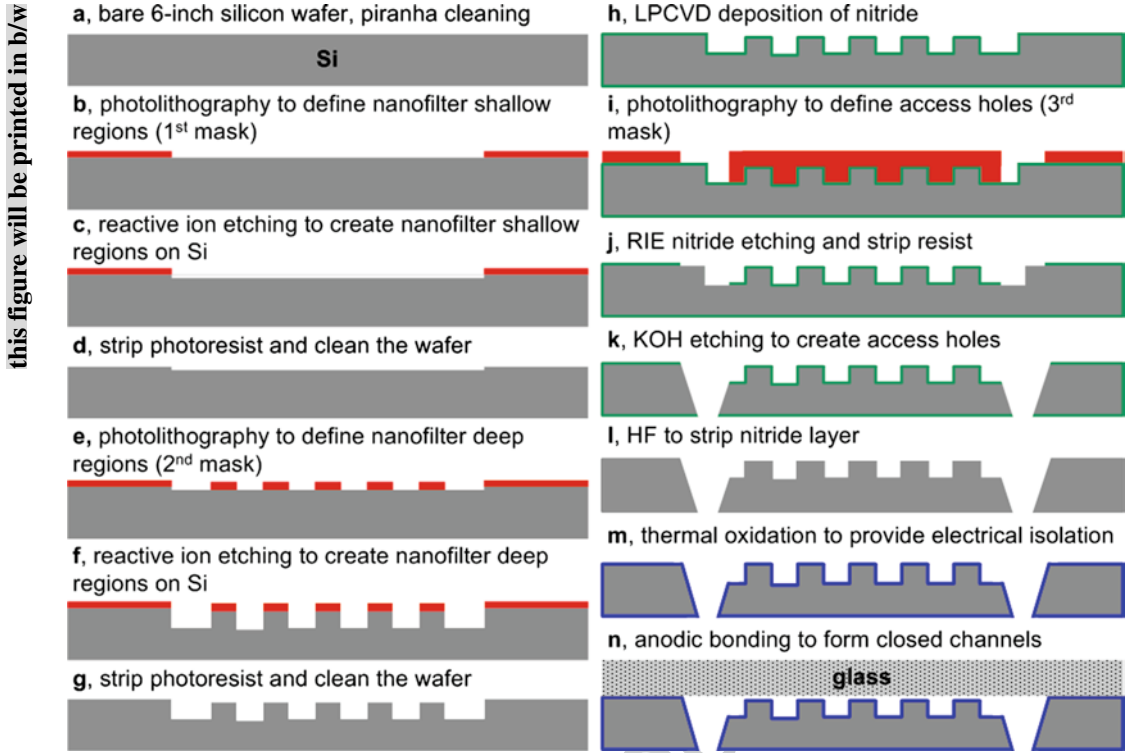 this figure will be printed in b/w
a, bare 6-inch silicon wafer, piranha cleaning
Si
b, photolithography to define nanofilter shallow
regions (1st mask)
c, reactive ion etching to create nanofilter shallow
regions on Si
d, strip photoresist and clean the wafer
e, photolithography to define nanofilter deep
regions (2nd mask)
f, reactive ion etching to create nanofilter deep
regions on Si
g, strip photoresist and clean the wafer
h, LPCVD deposition of nitride
i, photolithography to define access holes (3rd
mask)
j, RIE nitride etching and strip resist
k, KOH etching to create access holes
l, HF to strip nitride layer
m, thermal oxidation to provide electrical isolation
n, anodic bonding to form closed channels
glass